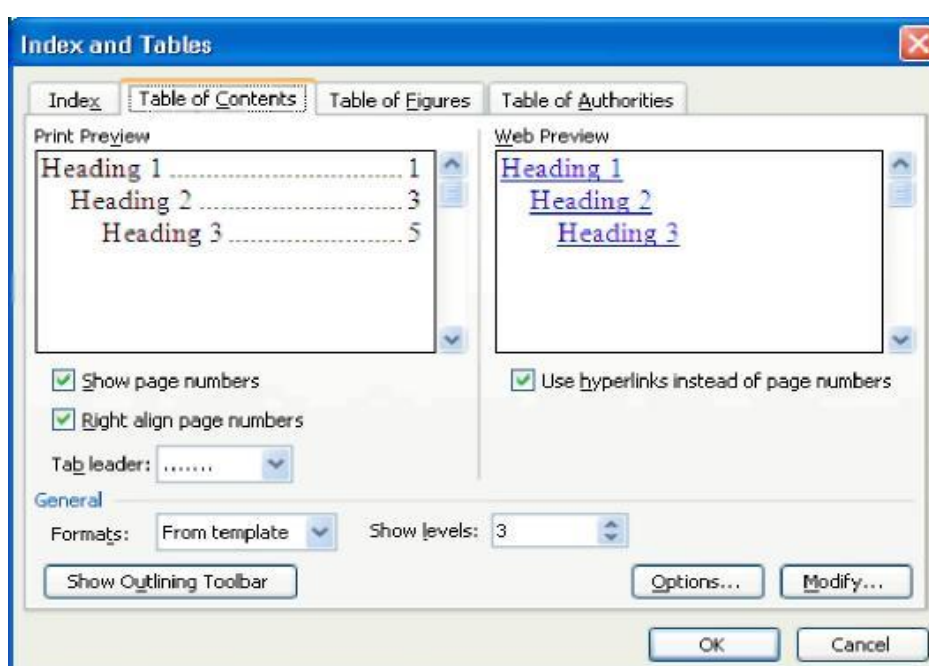 Index and Tables
Index Table of Contents Table of Figures Table of Authorities
Print Preview Web Preview
Heading 1 ................................. 1 Heading 1
Heading 2 ............................. 3 Heading 2
Heading 3 ......................... 5 Heading 3
Show page numbers Use hyperlinks instead of page numbers
Right align page numbers
Tab leader: .......
General
Formats: From template Show levels: 3
Show Outlining Toolbar Options... Modify...
OK Cancel